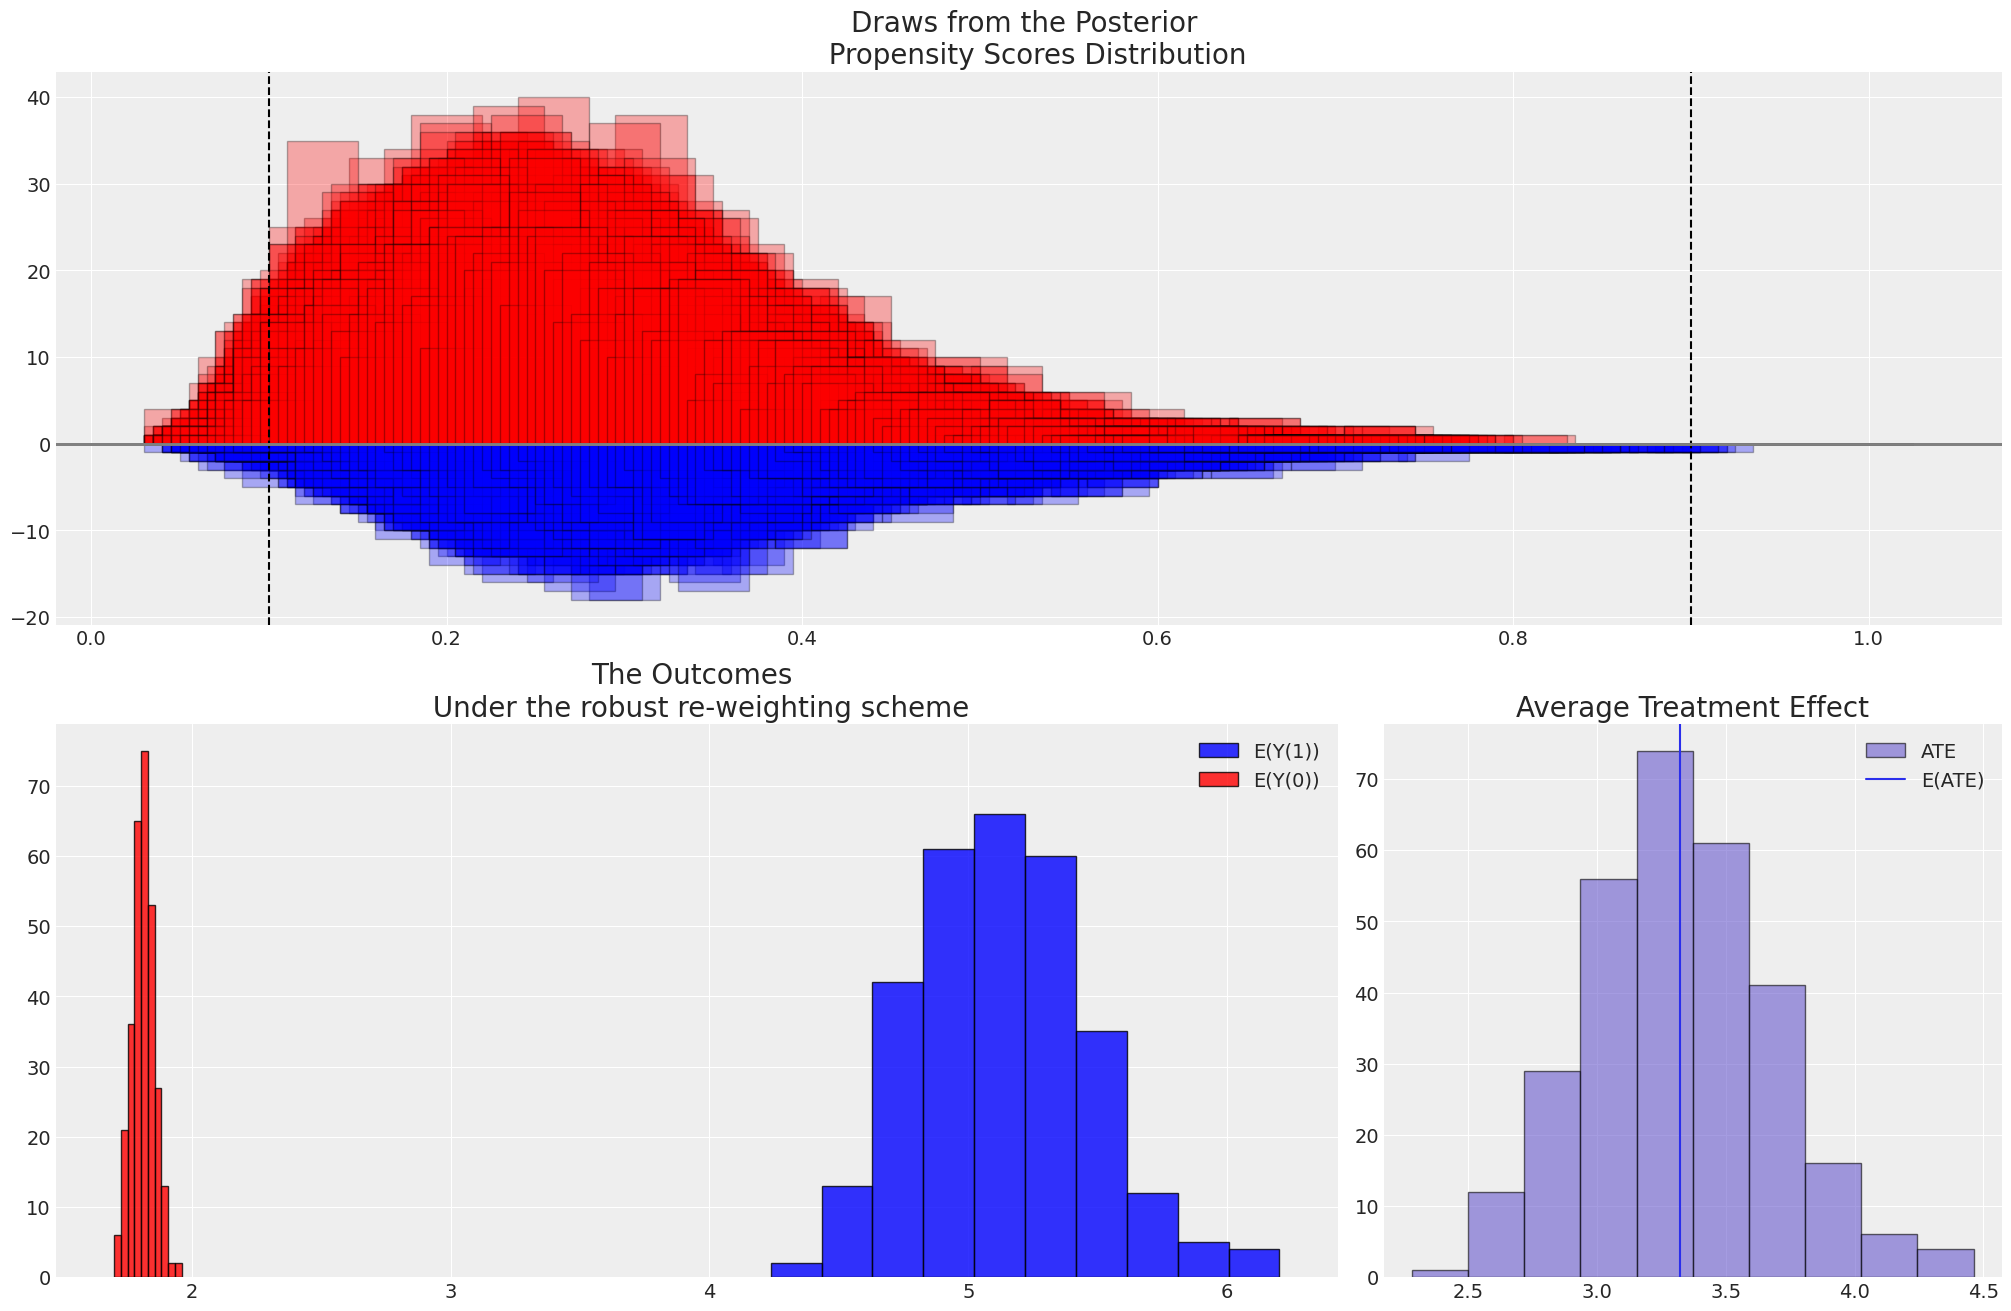 Draws from the Posterior
Propensity Scores Distribution
40
30
20
10
0
−10
−20
0.0 0.2 0.4 0.6 0.8 1.0
The Outcomes
Under the robust re-weighting scheme
E(Y(1))
E(Y(0))
70
60
50
40
30
20
10
0
2 3 4 5 6
Average Treatment Effect
ATE
E(ATE)
70
60
50
40
30
20
10
0
2.5 3.0 3.5 4.0 4.5